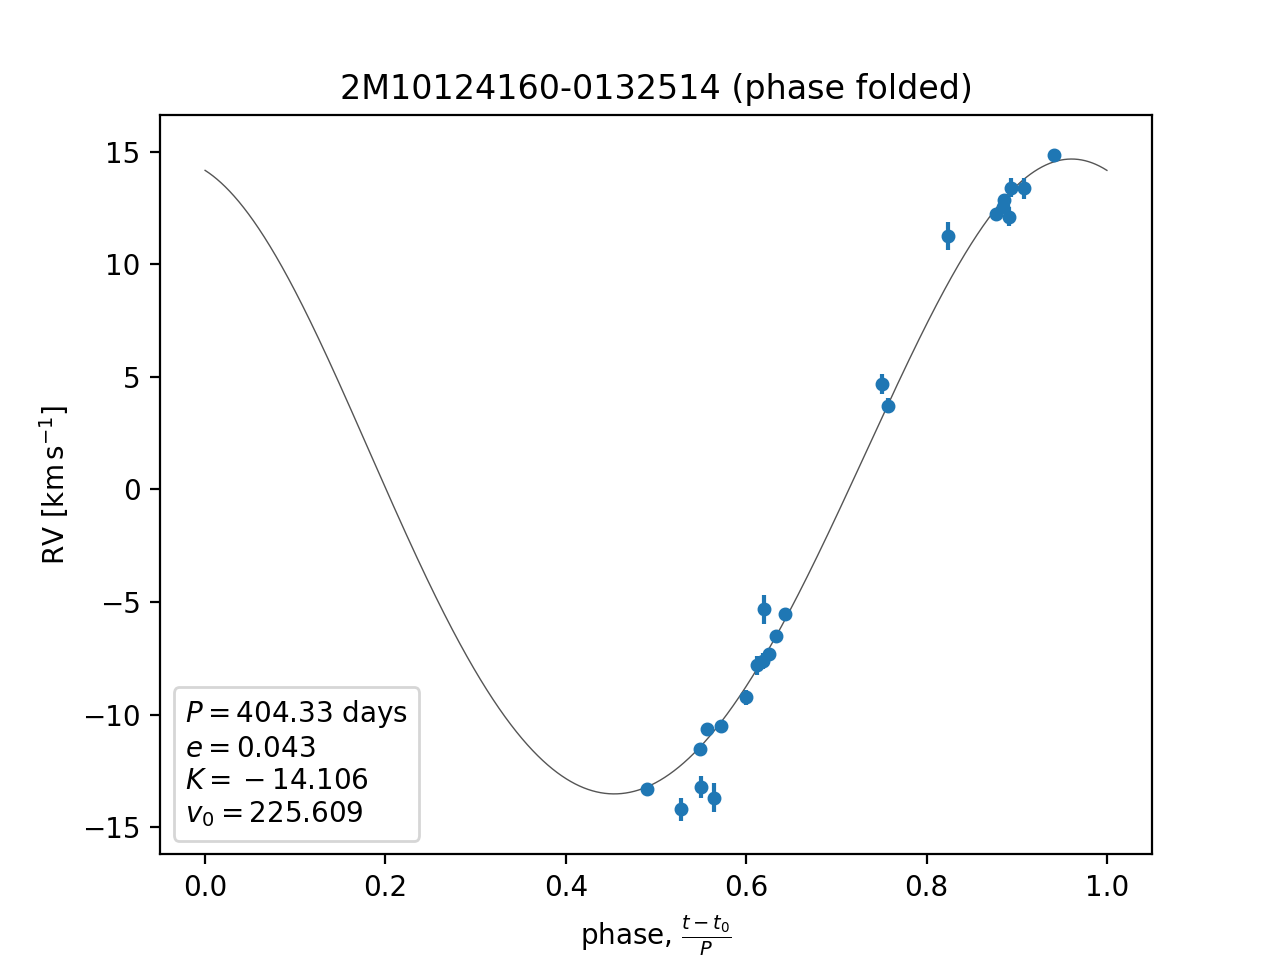 2M10124160-0132514 (phase folded)
15
10
5
0
−5
−10
−15
RV [km s⁻¹]
P = 404.33 days
e = 0.043
K = − 14.106
v₀ = 225.609
0.0 0.2 0.4 0.6 0.8 1.0
phase, (t − t₀)/P